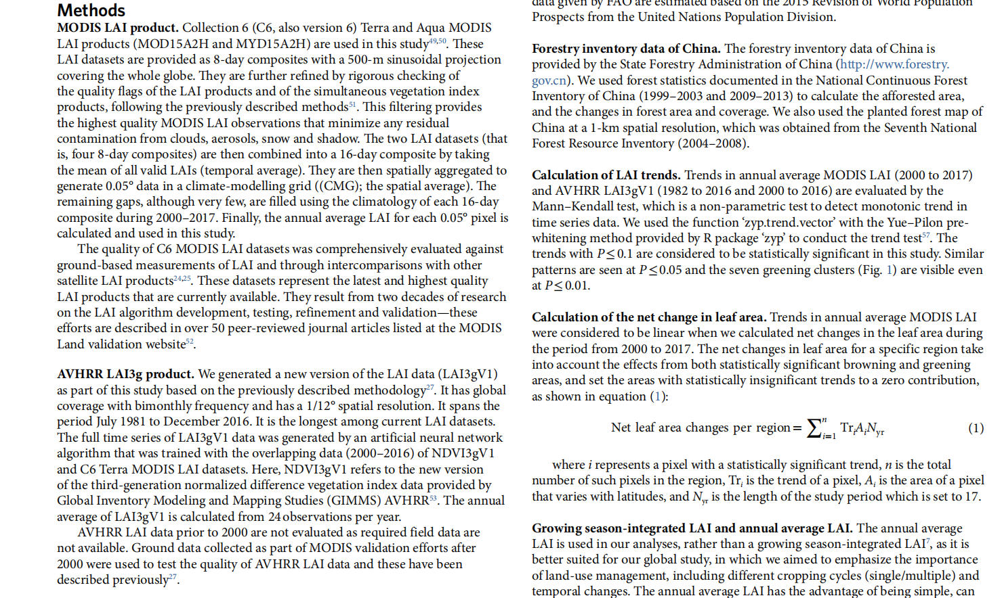 Methods
MODIS LAI product. Collection 6 (C6, also version 6) Terra and Aqua MODIS
LAI products (MOD15A2H and MYD15A2H) are used in this study49,50. These
LAI datasets are provided as 8-day composites with a 500-m sinusoidal projection
covering the whole globe. They are further refined by rigorous checking of
the quality flags of the LAI products and of the simultaneous vegetation index
products, following the previously described methods51. This filtering provides
the highest quality MODIS LAI observations that minimize any residual
contamination from clouds, aerosols, snow and shadow. The two LAI datasets (that
is, four 8-day composites) are then combined into a 16-day composite by taking
the mean of all valid LAIs (temporal average). They are then spatially aggregated to
generate 0.05° data in a climate-modelling grid ((CMG); the spatial average). The
remaining gaps, although very few, are filled using the climatology of each 16-day
composite during 2000–2017. Finally, the annual average LAI for each 0.05° pixel is
calculated and used in this study.
The quality of C6 MODIS LAI datasets was comprehensively evaluated against
ground-based measurements of LAI and through intercomparisons with other
satellite LAI products24,25. These datasets represent the latest and highest quality
LAI products that are currently available. They result from two decades of research
on the LAI algorithm development, testing, refinement and validation—these
efforts are described in over 50 peer-reviewed journal articles listed at the MODIS
Land validation website52.
AVHRR LAI3g product. We generated a new version of the LAI data (LAI3gV1)
as part of this study based on the previously described methodology27. It has global
coverage with bimonthly frequency and has a 1/12° spatial resolution. It spans the
period July 1981 to December 2016. It is the longest among current LAI datasets.
The full time series of LAI3gV1 data was generated by an artificial neural network
algorithm that was trained with the overlapping data (2000–2016) of NDVI3gV1
and C6 Terra MODIS LAI datasets. Here, NDVI3gV1 refers to the new version
of the third-generation normalized difference vegetation index data provided by
Global Inventory Modeling and Mapping Studies (GIMMS) AVHRR53. The annual
average of LAI3gV1 is calculated from 24 observations per year.
AVHRR LAI data prior to 2000 are not evaluated as required field data are
not available. Ground data collected as part of MODIS validation efforts after
2000 were used to test the quality of AVHRR LAI data and these have been
described previously27.
data given by FAO are estimated based on the 2015 Revision of World Population
Prospects from the United Nations Population Division.
Forestry inventory data of China. The forestry inventory data of China is
provided by the State Forestry Administration of China (http://www.forestry.
gov.cn). We used forest statistics documented in the National Continuous Forest
Inventory of China (1999–2003 and 2009–2013) to calculate the afforested area,
and the changes in forest area and coverage. We also used the planted forest map of
China at a 1-km spatial resolution, which was obtained from the Seventh National
Forest Resource Inventory (2004–2008).
Calculation of LAI trends. Trends in annual average MODIS LAI (2000 to 2017)
and AVHRR LAI3gV1 (1982 to 2016 and 2000 to 2016) are evaluated by the
Mann–Kendall test, which is a non-parametric test to detect monotonic trend in
time series data. We used the function ‘zyp.trend.vector’ with the Yue–Pilon pre-
whitening method provided by R package ‘zyp’ to conduct the trend test57. The
trends with P ≤ 0.1 are considered to be statistically significant in this study. Similar
patterns are seen at P ≤ 0.05 and the seven greening clusters (Fig. 1) are visible even
at P ≤ 0.01.
Calculation of the net change in leaf area. Trends in annual average MODIS LAI
were considered to be linear when we calculated net changes in the leaf area during
the period from 2000 to 2017. The net changes in leaf area for a specific region take
into account the effects from both statistically significant browning and greening
areas, and set the areas with statistically insignificant trends to a zero contribution,
as shown in equation (1):
Net leaf area changes per region = ∑ni=1 TriAiNyr (1)
where i represents a pixel with a statistically significant trend, n is the total
number of such pixels in the region, Tri is the trend of a pixel, Ai is the area of a pixel
that varies with latitudes, and Nyr is the length of the study period which is set to 17.
Growing season-integrated LAI and annual average LAI. The annual average
LAI is used in our analyses, rather than a growing season-integrated LAI7, as it is
better suited for our global study, in which we aimed to emphasize the importance
of land-use management, including different cropping cycles (single/multiple) and
temporal changes. The annual average LAI has the advantage of being simple, can